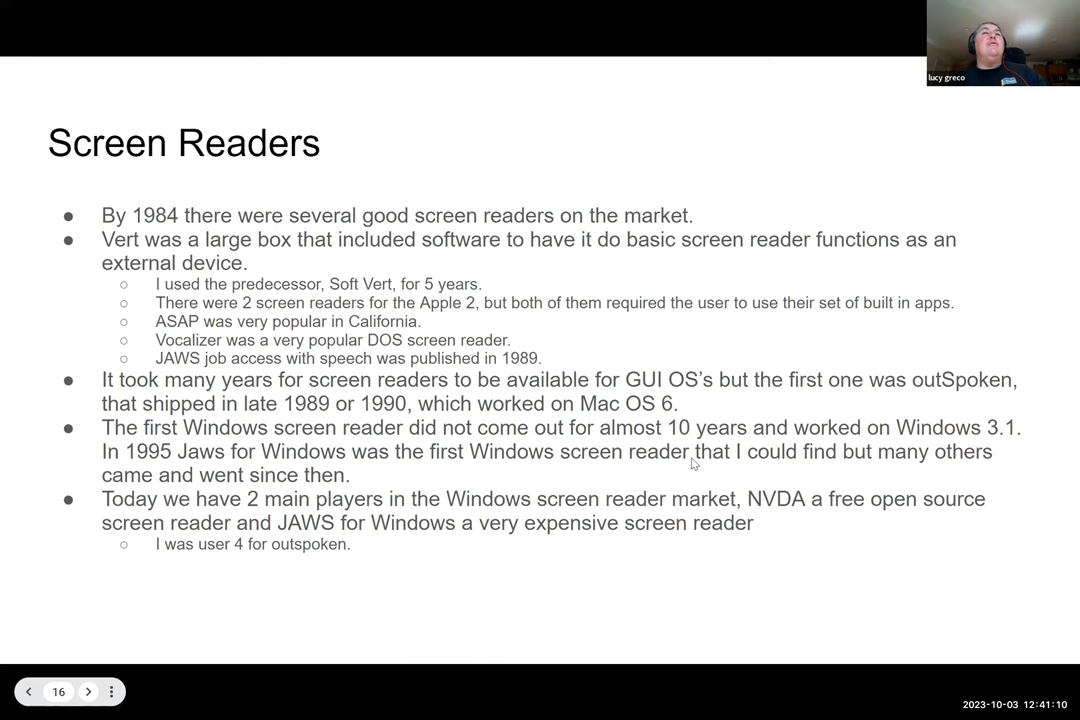 lucy greco
Screen Readers
● By 1984 there were several good screen readers on the market.
● Vert was a large box that included software to have it do basic screen reader functions as an
external device.
○ I used the predecessor, Soft Vert, for 5 years.
○ There were 2 screen readers for the Apple 2, but both of them required the user to use their set of built in apps.
○ ASAP was very popular in California.
○ Vocalizer was a very popular DOS screen reader.
○ JAWS job access with speech was published in 1989.
● It took many years for screen readers to be available for GUI OS’s but the first one was outSpoken,
that shipped in late 1989 or 1990, which worked on Mac OS 6.
● The first Windows screen reader did not come out for almost 10 years and worked on Windows 3.1.
In 1995 Jaws for Windows was the first Windows screen reader that I could find but many others
came and went since then.
● Today we have 2 main players in the Windows screen reader market, NVDA a free open source
screen reader and JAWS for Windows a very expensive screen reader
○ I was user 4 for outspoken.
16
2023-10-03 12:41:10